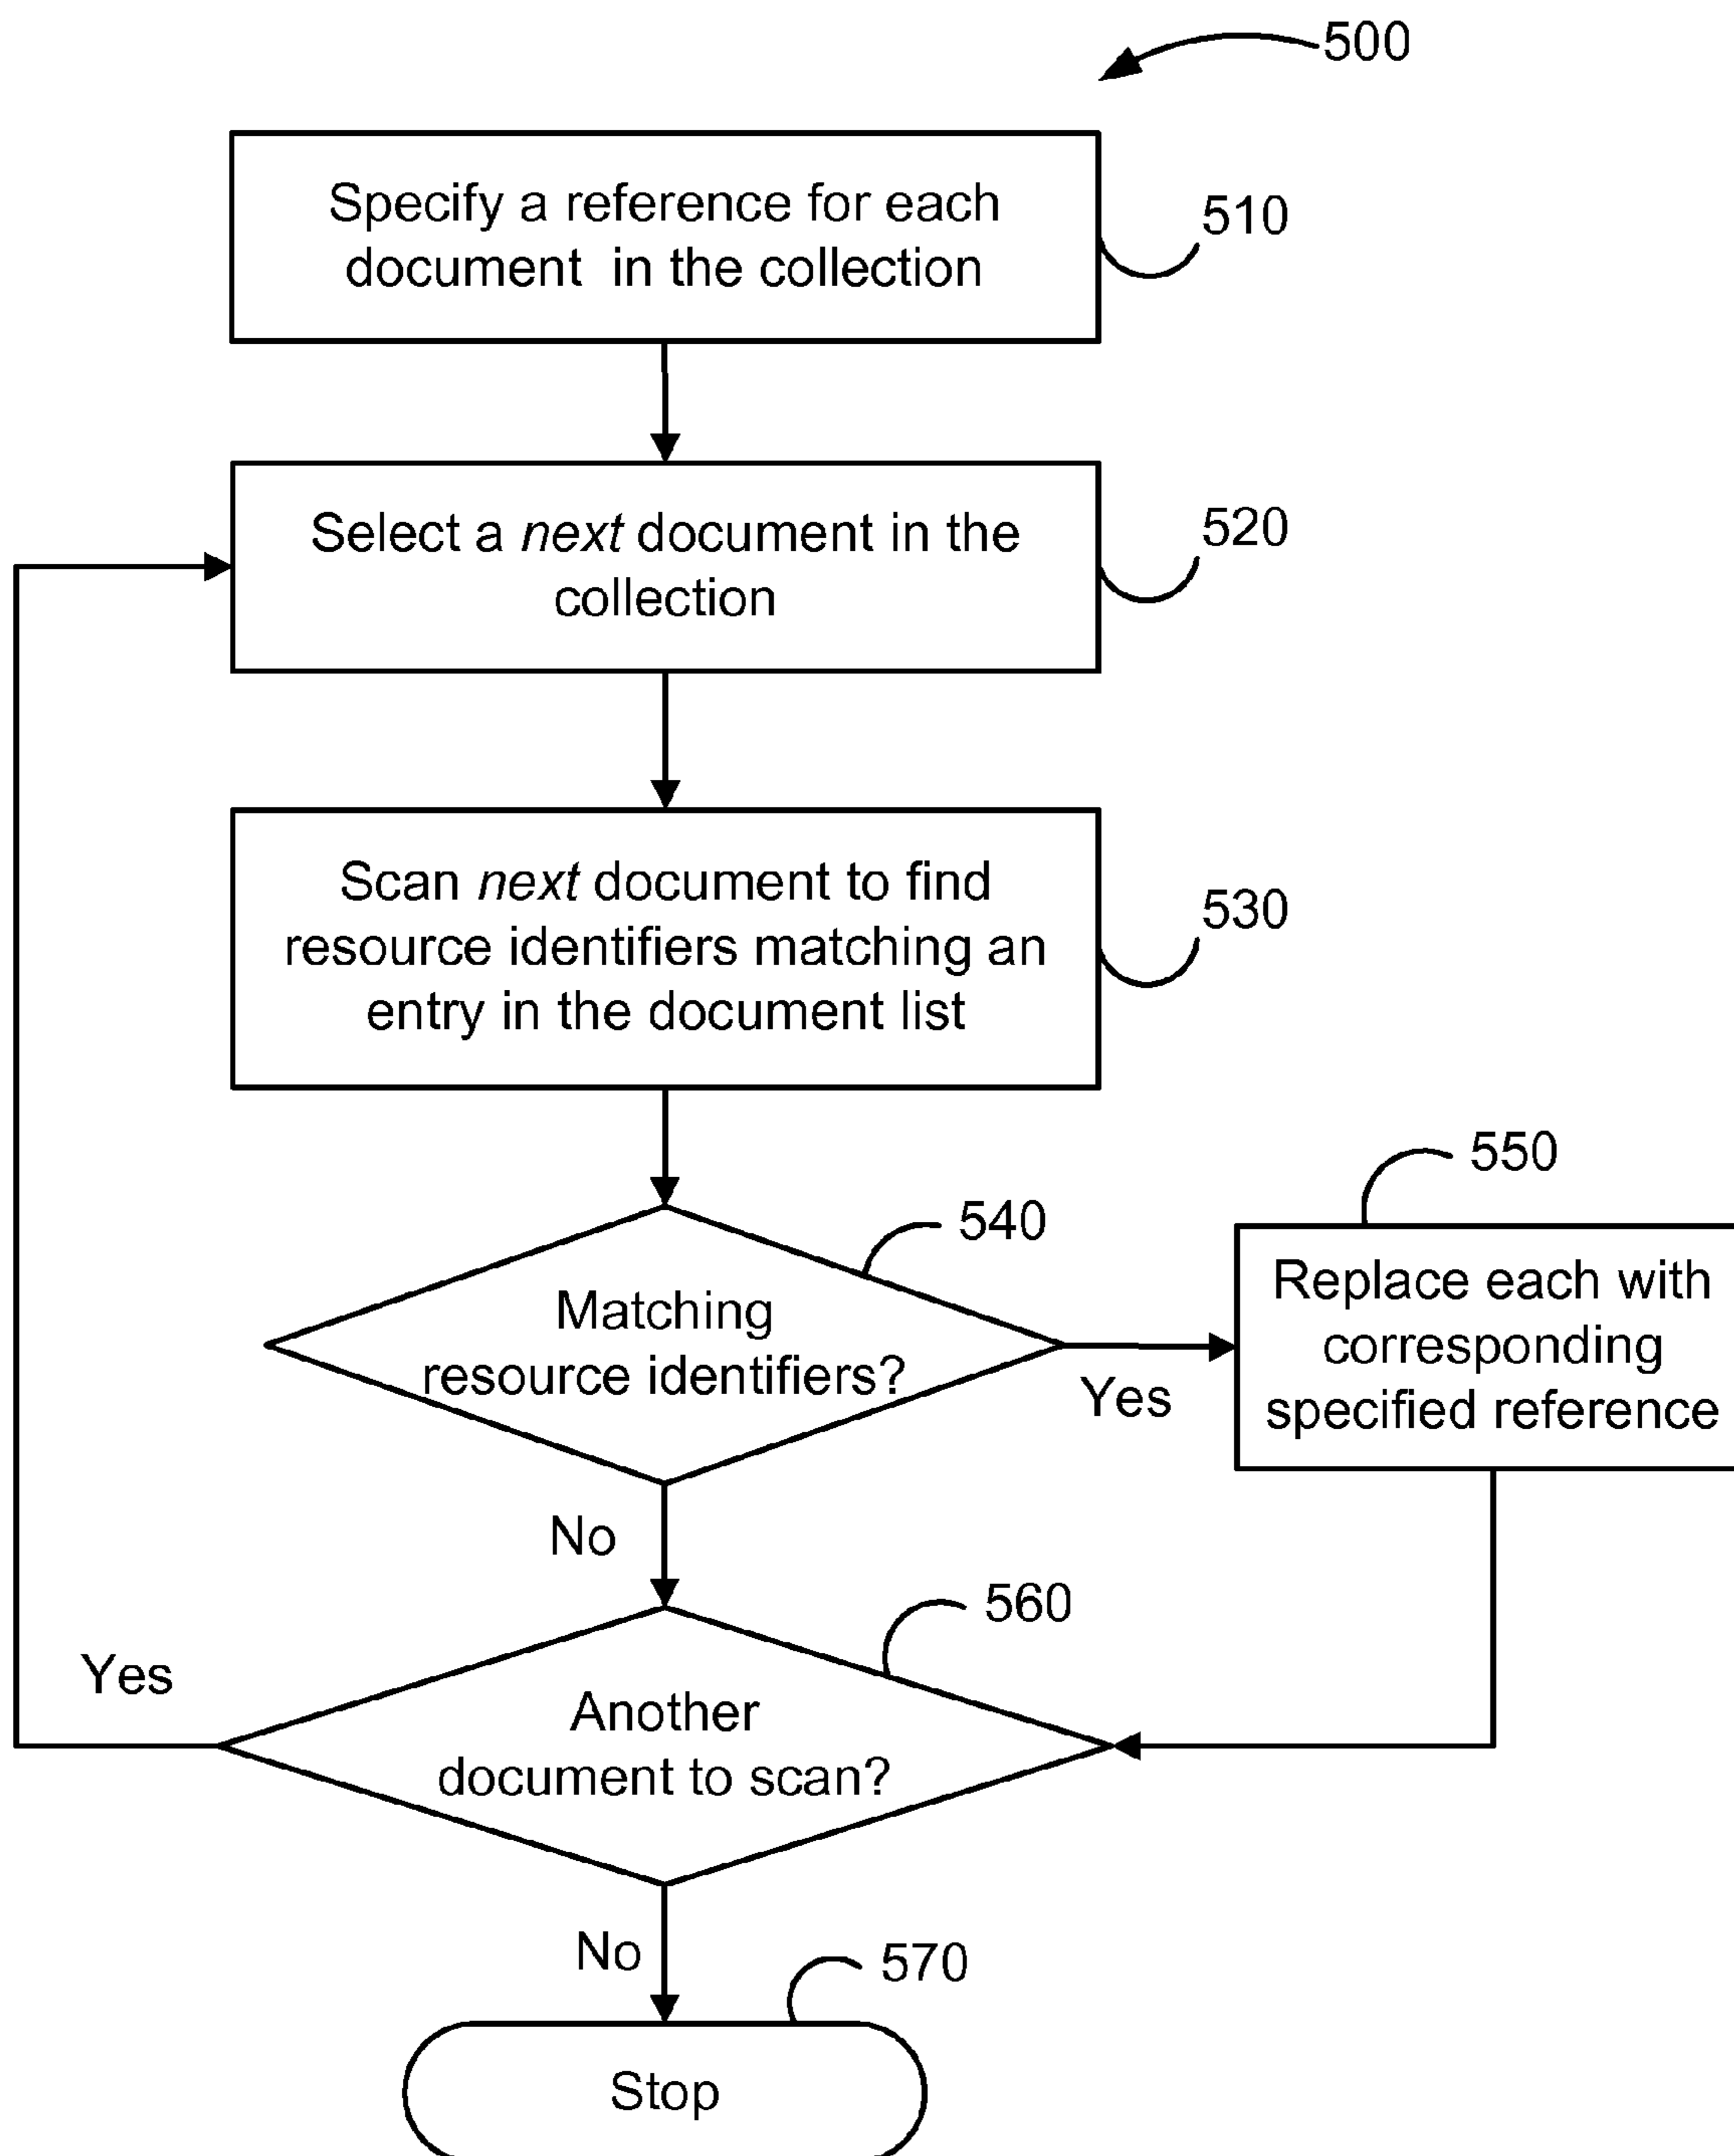 500
Specify a reference for each
document in the collection
510
Select a next document in the
collection
520
Scan next document to find
resource identifiers matching an
entry in the document list
530
540
Matching
resource identifiers?
Yes
550
Replace each with
corresponding
specified reference
No
560
Another
document to scan?
Yes
No
570
Stop